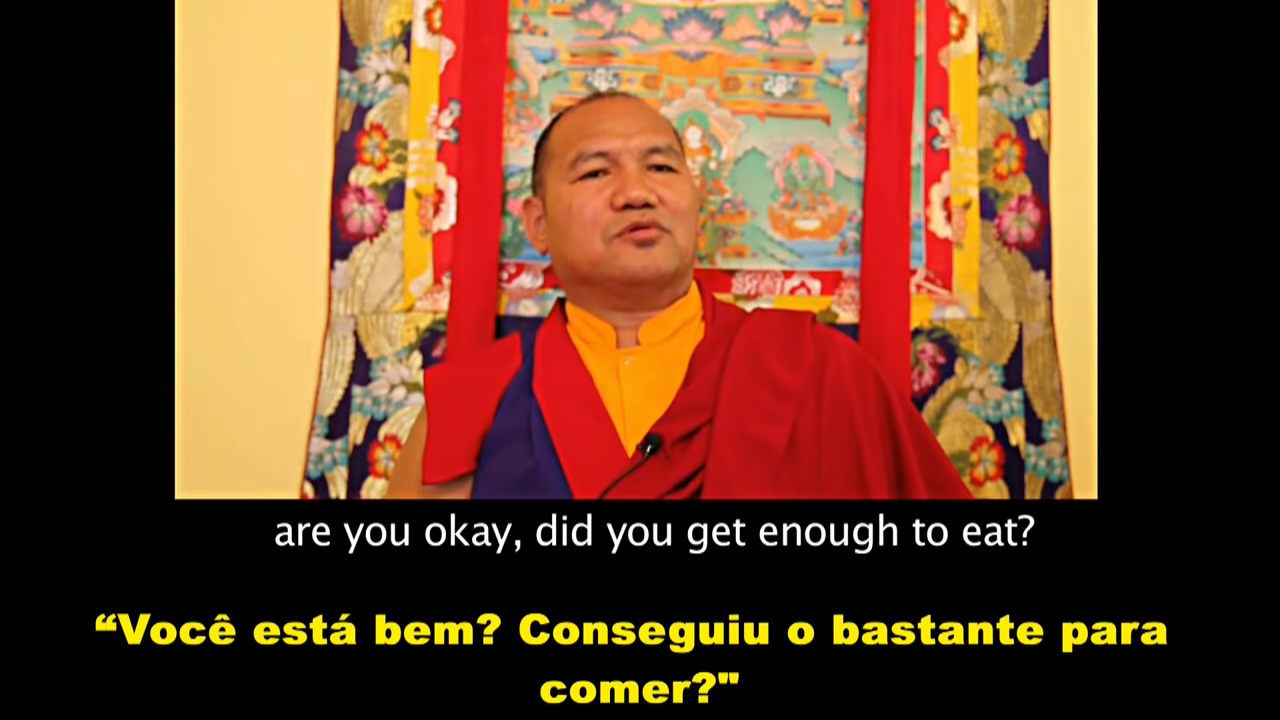 are you okay, did you get enough to eat?
“Você está bem? Conseguiu o bastante para
comer?"